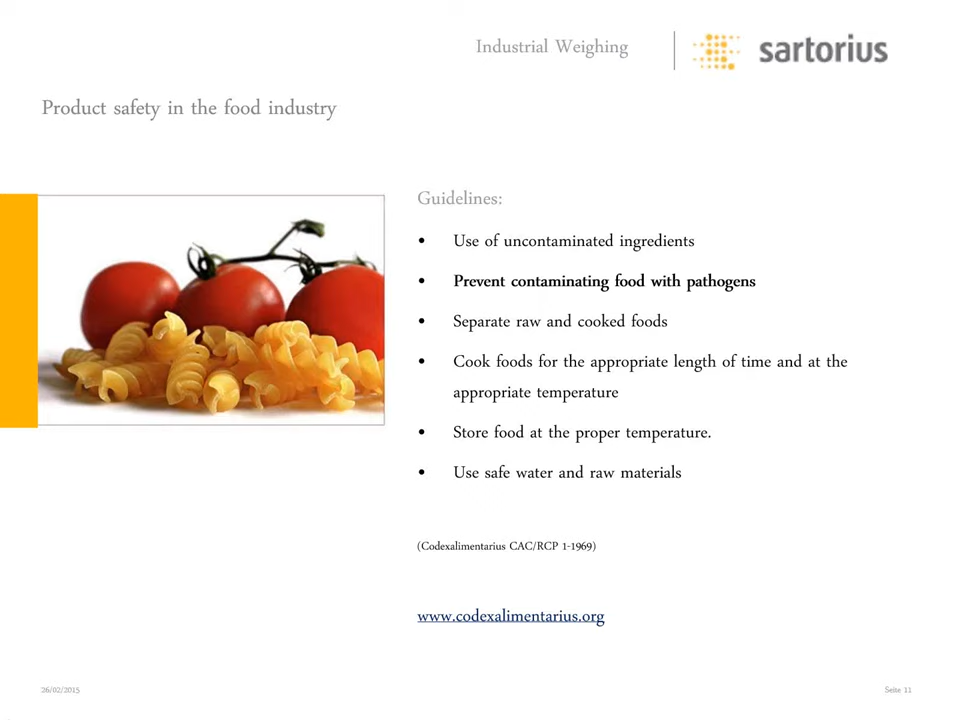 Industrial Weighing
sartorius
Product safety in the food industry
Guidelines:
• Use of uncontaminated ingredients
• Prevent contaminating food with pathogens
• Separate raw and cooked foods
• Cook foods for the appropriate length of time and at the
appropriate temperature
• Store food at the proper temperature.
• Use safe water and raw materials
(Codexalimentarius CAC/RCP 1-1969)
www.codexalimentarius.org
26/02/2015
Seite 11